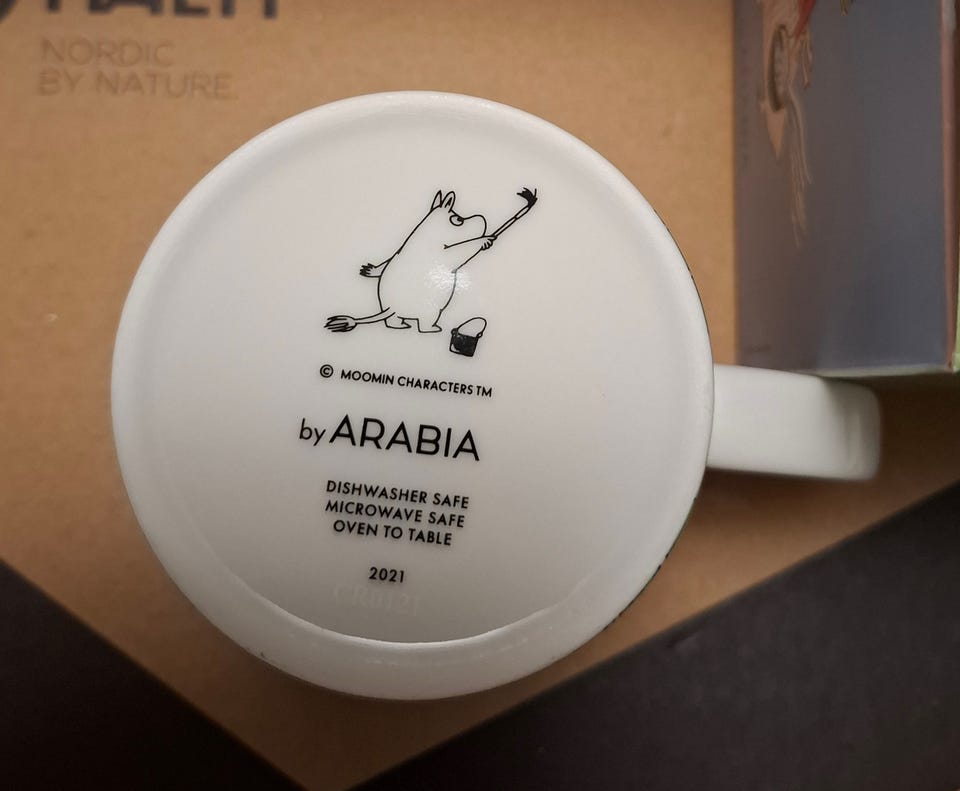 NORDIC
BY NATURE
© MOOMIN CHARACTERS TM
by ARABIA
DISHWASHER SAFE
MICROWAVE SAFE
OVEN TO TABLE
2021